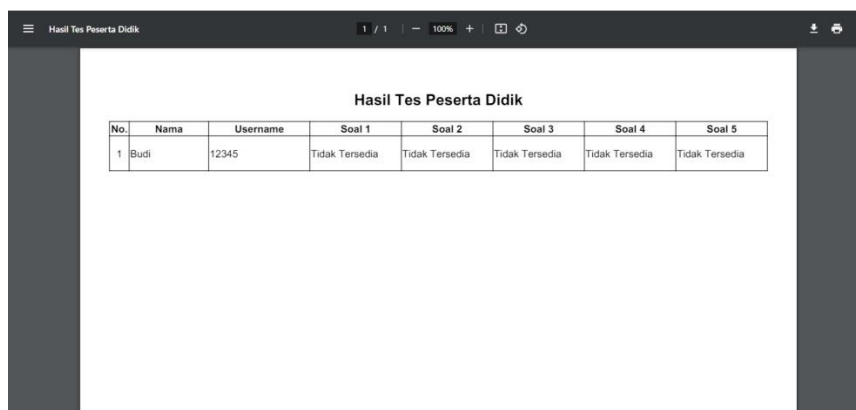 Hasil Tes Peserta Didik 1 / 1 100%
Hasil Tes Peserta Didik
No. Nama Username Soal 1 Soal 2 Soal 3 Soal 4 Soal 5
1 Budi 12345 Tidak Tersedia Tidak Tersedia Tidak Tersedia Tidak Tersedia Tidak Tersedia